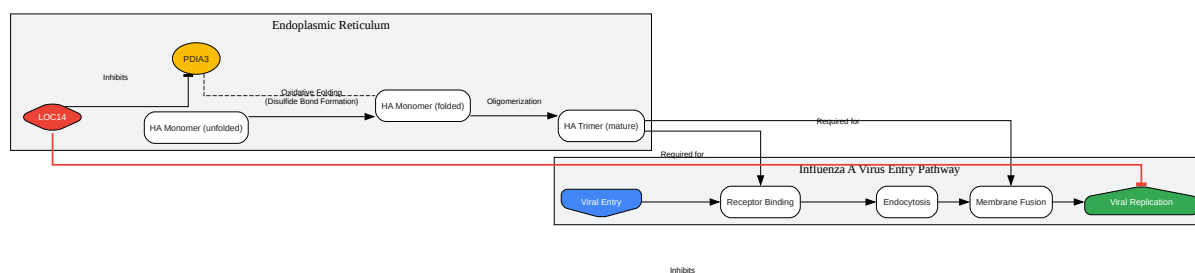 Endoplasmic Reticulum
PDIA3
Inhibits
Oxidative Folding
(Disulfide Bond Formation)
HA Monomer (folded)
Oligomerization
LOC14
HA Monomer (unfolded)
HA Trimer (mature)
Required for
Required for
Influenza A Virus Entry Pathway
Viral Entry
Receptor Binding
Endocytosis
Membrane Fusion
Viral Replication
Inhibits